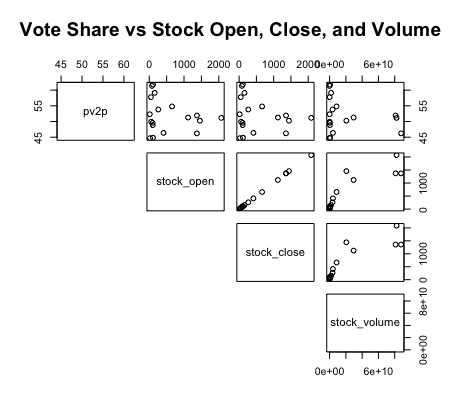 Vote Share vs Stock Open, Close, and Volume
45 50 55 60 0 1000 2000 0 1000 2000 0e+00 6e+10
pv2p
45 55
stock_open
0 1000
stock_close
0 1000
stock_volume
0e+00 8e+10
0e+00 6e+10